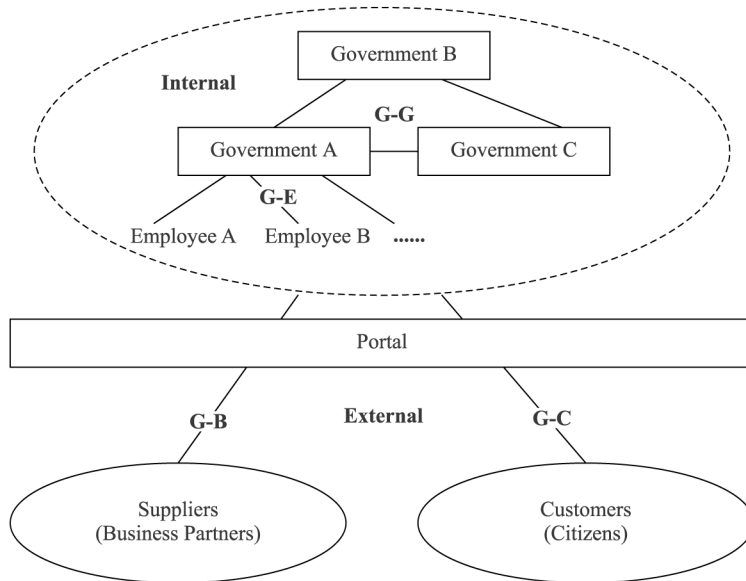 Government B
Internal
G-G
Government A
Government C
G-E
Employee A
Employee B
......
Portal
G-B
External
G-C
Suppliers
(Business Partners)
Customers
(Citizens)